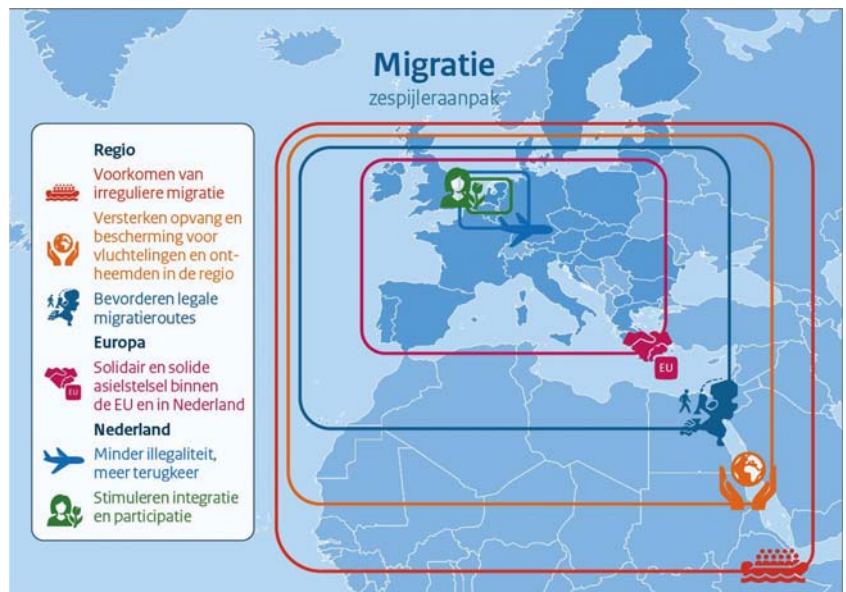 Migratie
zespijleraanpak
Regio
Voorkomen van
irreguliere migratie
Versterken opvang en
bescherming voor
vluchtelingen en ont-
heemden in de regio
Bevorderen legale
migratieroutes
Europa
Solidair en solide
asielstelsel binnen
de EU en in Nederland
EU
Nederland
Minder illegaliteit,
meer terugkeer
Stimuleren integratie
en participatie
EU